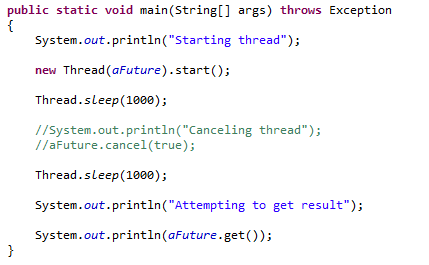 public static void main(String[] args) throws Exception
{
    System.out.println("Starting thread");
    new Thread(aFuture).start();
    Thread.sleep(1000);
    //System.out.println("Canceling thread");
    //aFuture.cancel(true);
    Thread.sleep(1000);
    System.out.println("Attempting to get result");
    System.out.println(aFuture.get());
}